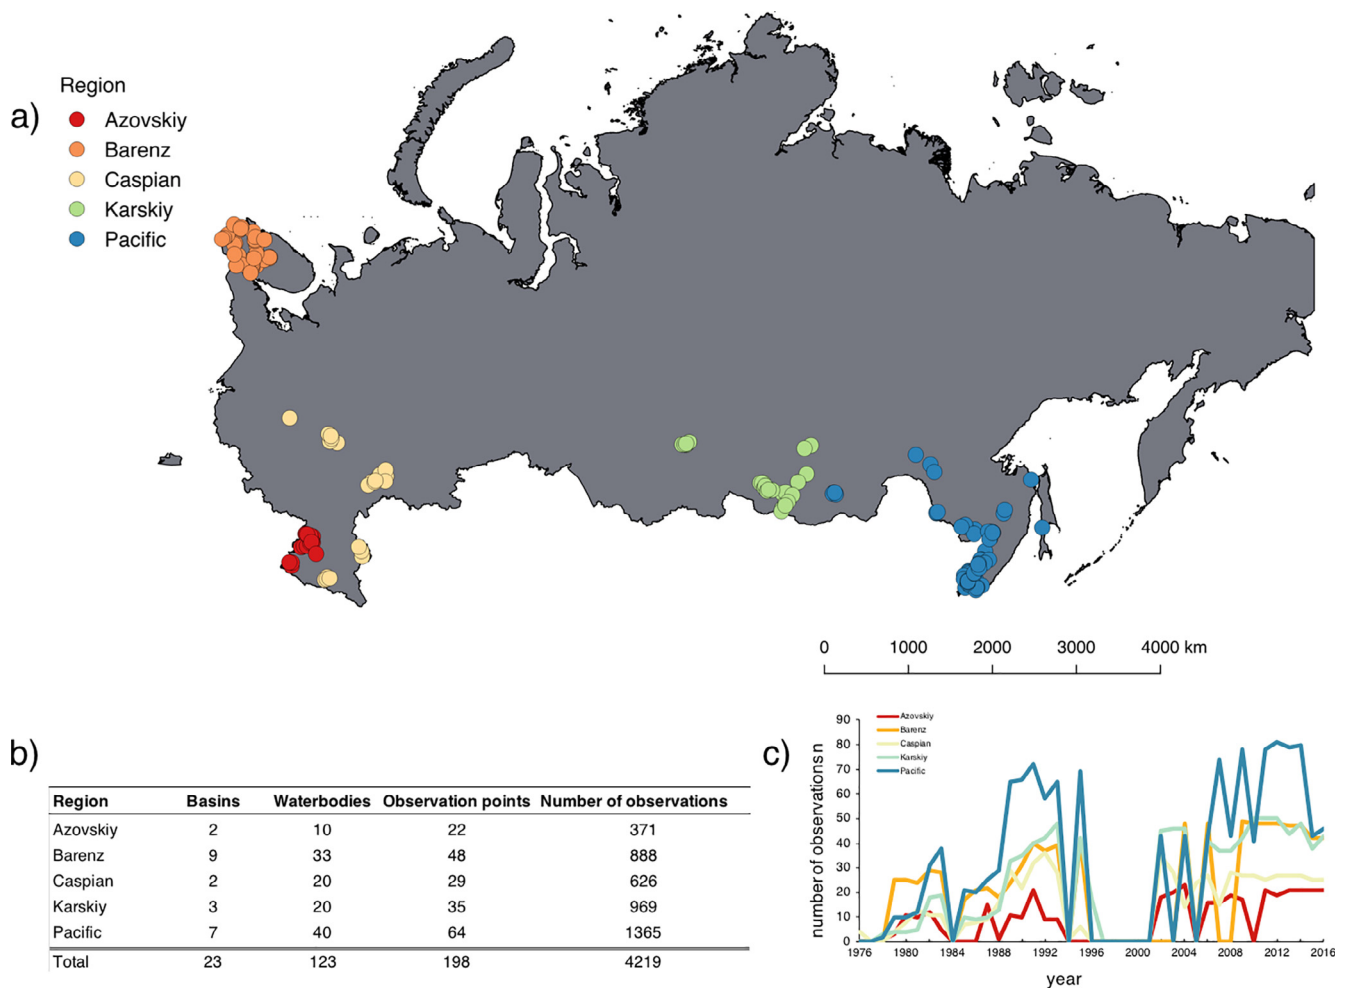 a)
Region
Azovskiy
Barenz
Caspian
Karskiy
Pacific
0 1000 2000 3000 4000 km
b)
Region Basins Waterbodies Observation points Number of observations
Azovskiy 2 10 22 371
Barenz 9 33 48 888
Caspian 2 20 29 626
Karskiy 3 20 35 969
Pacific 7 40 64 1365
Total 23 123 198 4219
c)
number of observationsn
90
80
70
60
50
40
30
20
10
0
Azovskiy
Barenz
Caspian
Karskiy
Pacific
1976 1980 1984 1988 1992 1996 2000 2004 2008 2012 2016
year